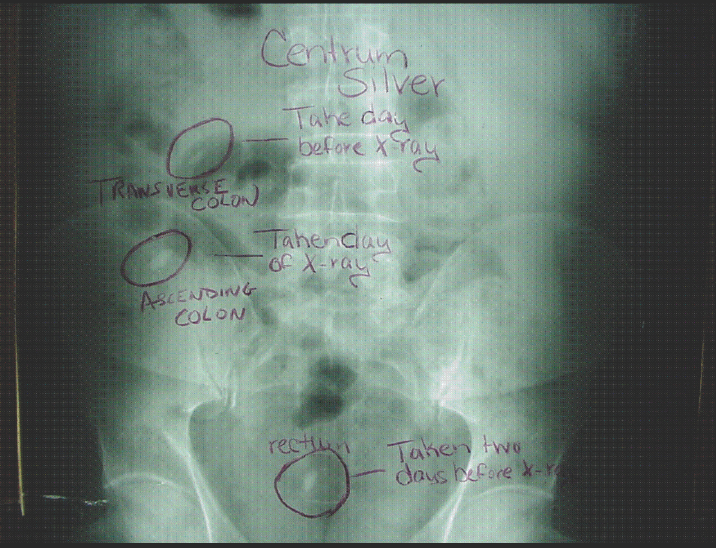 Centrum
Silver
Take day
before X-ray
TRANSVERSE
COLON
Taken day
of X-ray
ASCENDING
COLON
rectum
Taken two
days before X-ra